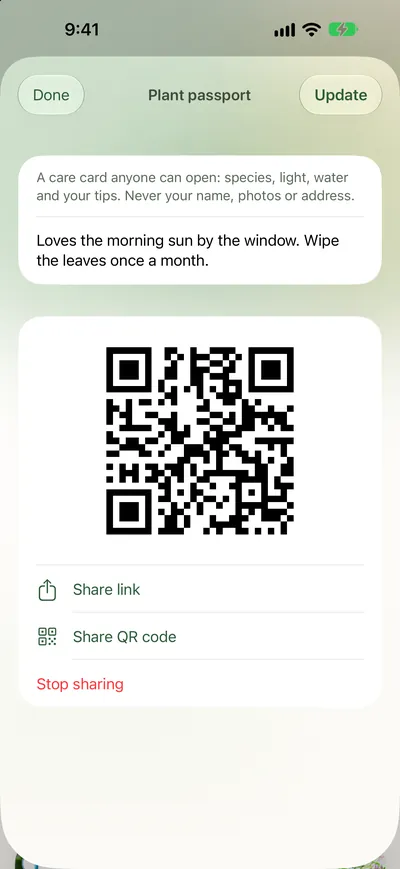 9:41
Done
Plant passport
Update
A care card anyone can open: species, light, water
and your tips. Never your name, photos or address.
Loves the morning sun by the window. Wipe
the leaves once a month.
Share link
Share QR code
Stop sharing